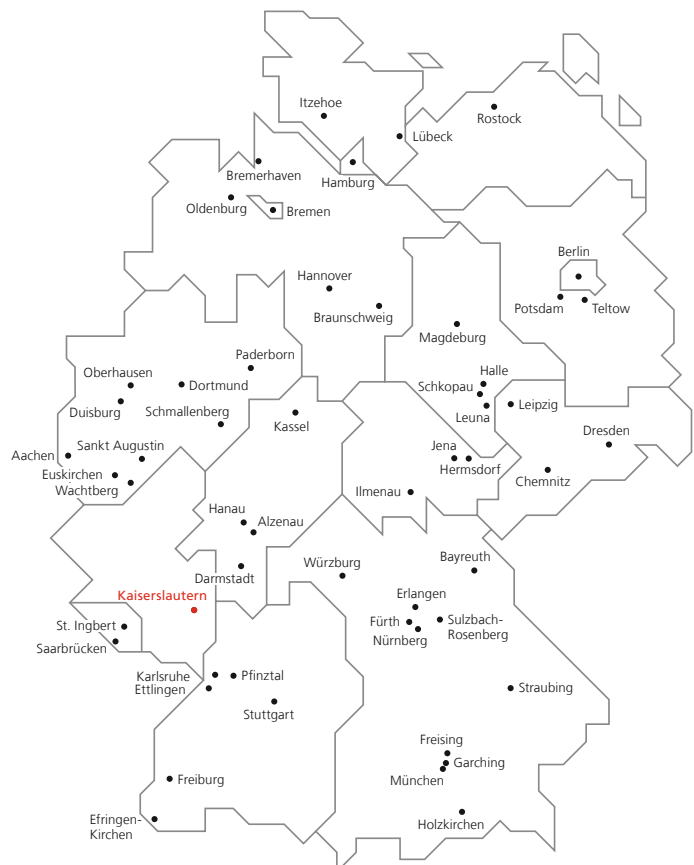 Itzehoe
Rostock
Lübeck
Bremerhaven
Hamburg
Oldenburg
Bremen
Berlin
Hannover
Potsdam
Teltow
Braunschweig
Magdeburg
Paderborn
Oberhausen
Dortmund
Halle
Schkopau
Duisburg
Schmallenberg
Leipzig
Leuna
Kassel
Dresden
Sankt Augustin
Aachen
Jena
Hermsdorf
Euskirchen
Chemnitz
Wachtberg
Ilmenau
Hanau
Alzenau
Bayreuth
Würzburg
Darmstadt
Kaiserslautern
Erlangen
St. Ingbert
Fürth
Sulzbach-
Rosenberg
Nürnberg
Saarbrücken
Karlsruhe
Pfinztal
Ettlingen
Straubing
Stuttgart
Freising
Garching
München
Freiburg
Holzkirchen
Efringen-
Kirchen